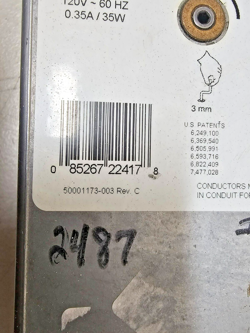 120V ~ 60 HZ
0.35A / 35W
3 mm
U.S. PATENTS
6,249,100
6,369,540
6,505,991
6,593,716
6,822,409
7,477,028
0 85267 22417 8
50001173-003 Rev. C
CONDUCTORS
IN CONDUIT
2487